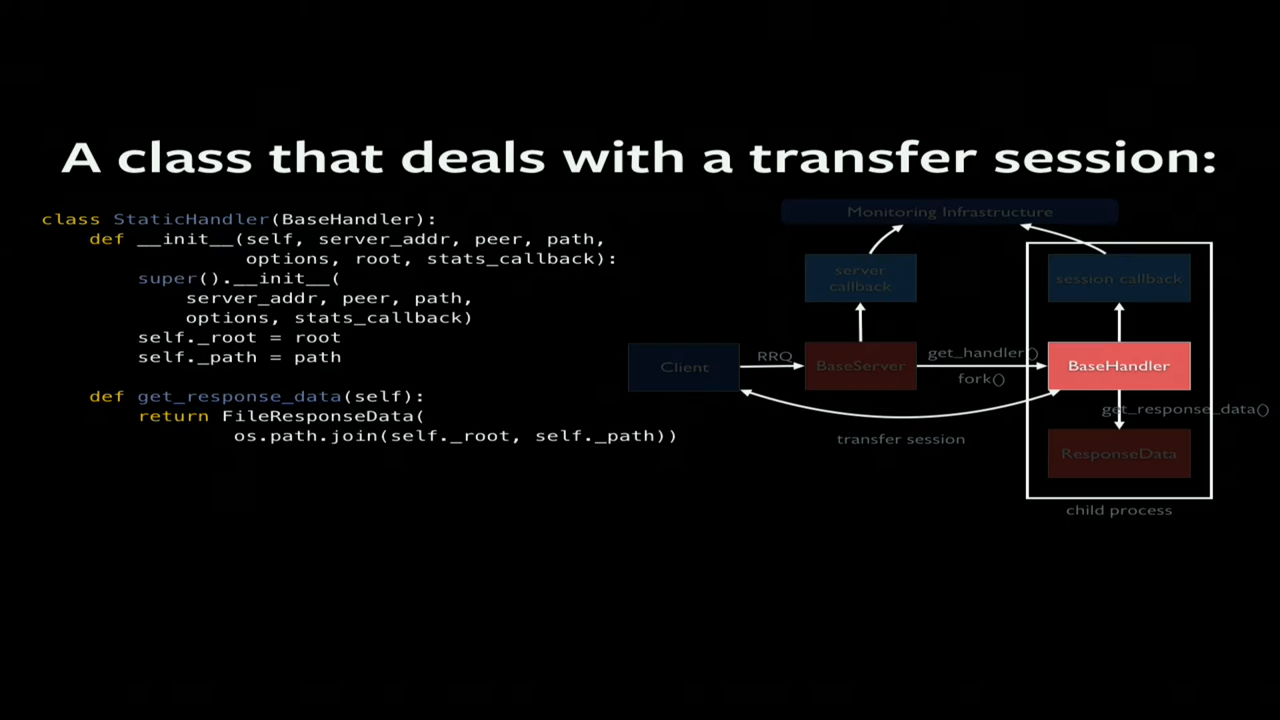 A class that deals with a transfer session:
class StaticHandler(BaseHandler):
    def __init__(self, server_addr, peer, path,
                 options, root, stats_callback):
        super().__init__(
            server_addr, peer, path,
            options, stats_callback)
        self._root = root
        self._path = path

    def get_response_data(self):
        return FileResponseData(
                os.path.join(self._root, self._path))
Monitoring Infrastructure
server
callback
session callback
Client
RRQ
BaseServer
get_handler()
fork()
BaseHandler
get_response_data()
transfer session
ResponseData
child process